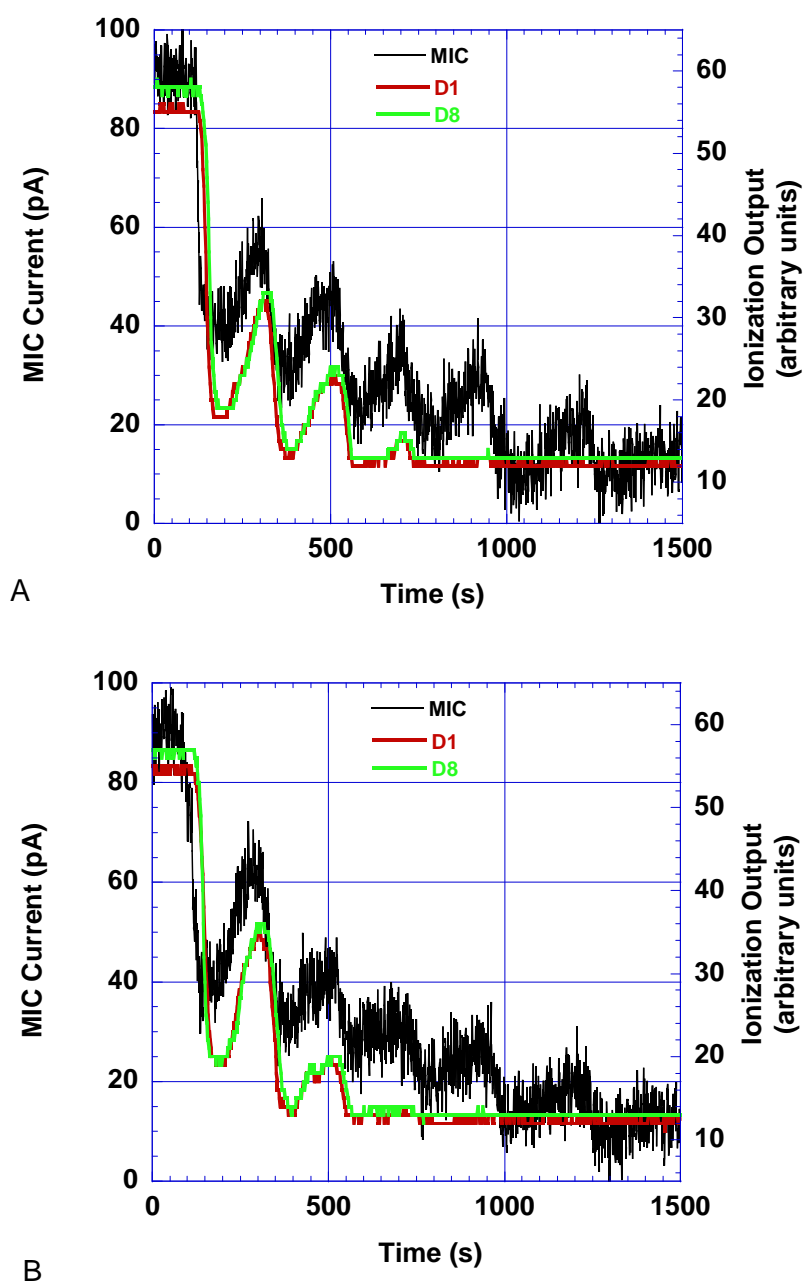 MIC
D1
D8
100
80
60
40
20
0
MIC Current (pA)
60
50
40
30
20
10
Ionization Output
(arbitrary units)
0
500
1000
1500
Time (s)
A
MIC
D1
D8
100
80
60
40
20
0
MIC Current (pA)
60
50
40
30
20
10
Ionization Output
(arbitrary units)
0
500
1000
1500
Time (s)
B